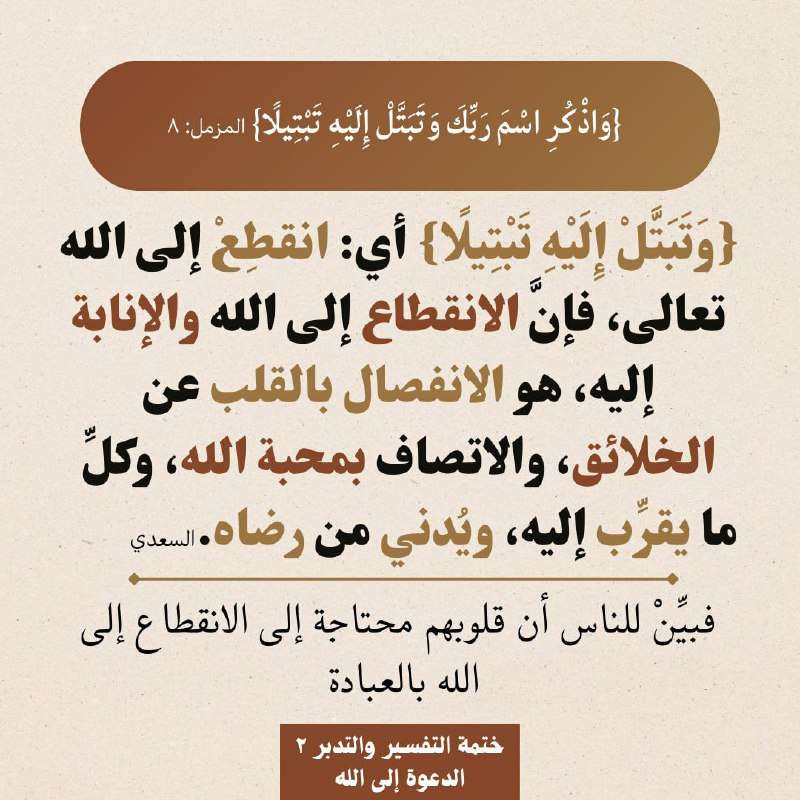 {وَاذْكُرِ اسْمَ رَبِّكَ وَتَبَتَّلْ إِلَيْهِ تَبْتِيلًا} المزمل: ٨
{وَتَبَتَّلْ إِلَيْهِ تَبْتِيلًا} أي: انقطِعْ إلى الله
تعالى، فإنَّ الانقطاع إلى الله والإنابة
إليه، هو الانفصال بالقلب عن
الخلائق، والاتصاف بمحبة الله، وكلِّ
ما يقرِّب إليه، ويُدني من رضاه. السعدي
فبيِّنْ للناس أن قلوبهم محتاجة إلى الانقطاع إلى
الله بالعبادة
ختمة التفسير والتدبر ٢
الدعوة إلى الله